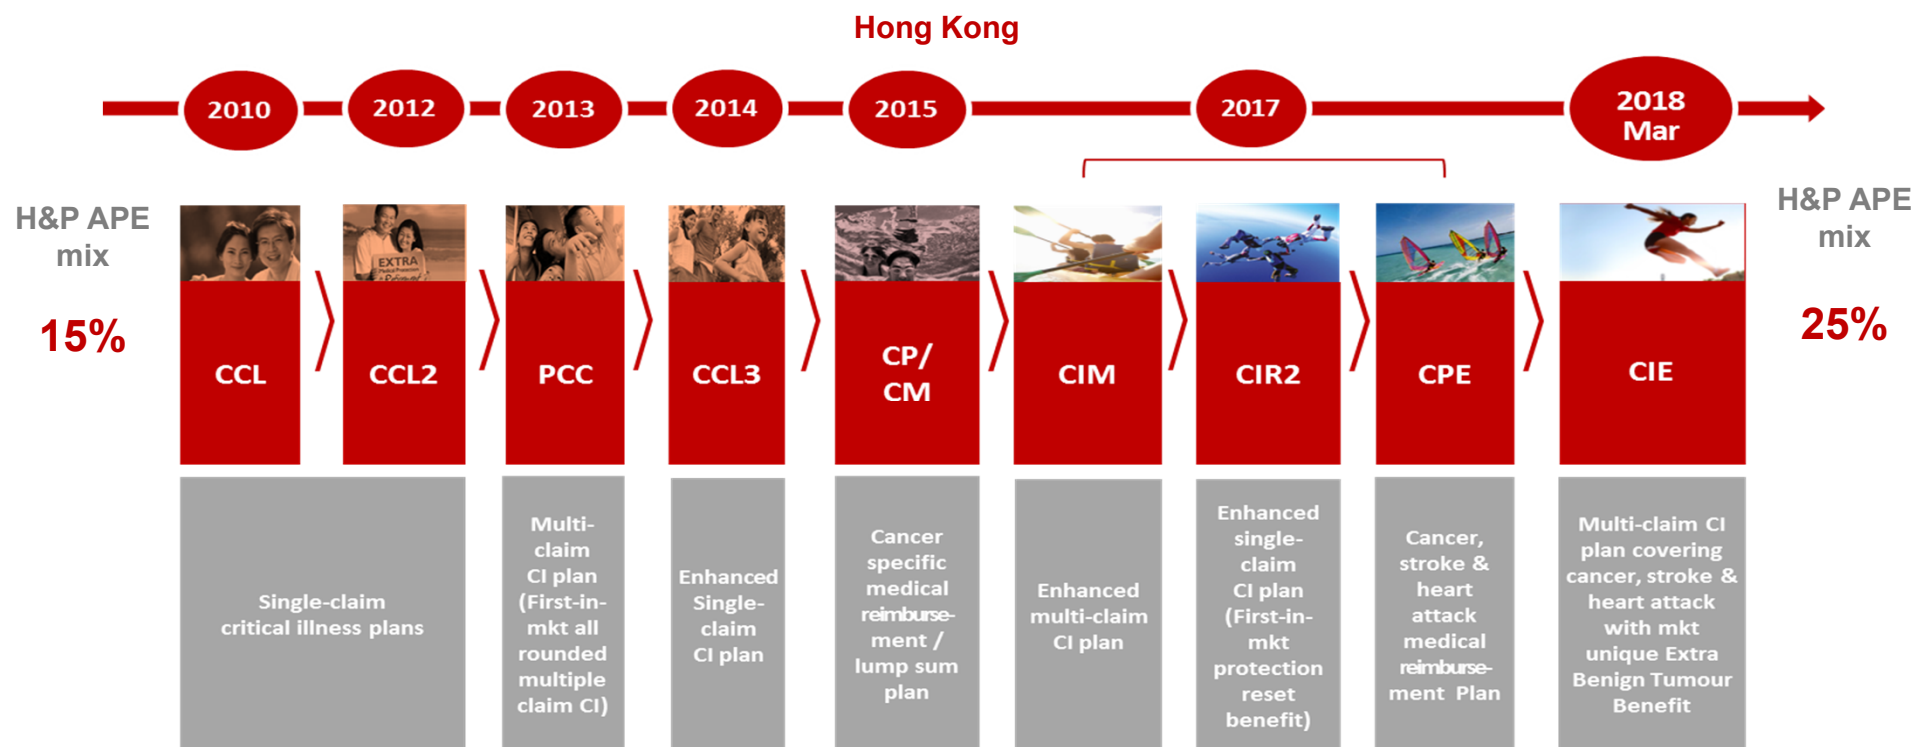 Hong Kong
2010
2012
2013
2014
2015
2017
2018
Mar
H&P APE
mix
15%
EXTRA
Medical Protection
CCL
CCL2
PCC
CCL3
CP/
CM
CIM
CIR2
CPE
CIE
H&P APE
mix
25%
Single-claim
critical illness plans
Multi-
claim
CI plan
(First-in-
mkt all
rounded
multiple
claim CI)
Enhanced
Single-
claim
CI plan
Cancer
specific
medical
reimburse-
ment /
lump sum
plan
Enhanced
multi-claim
CI plan
Enhanced
single-
claim
CI plan
(First-in-
mkt
protection
reset
benefit)
Cancer,
stroke &
heart
attack
medical
reimburse-
ment Plan
Multi-claim CI
plan covering
cancer, stroke &
heart attack
with mkt
unique Extra
Benign Tumour
Benefit